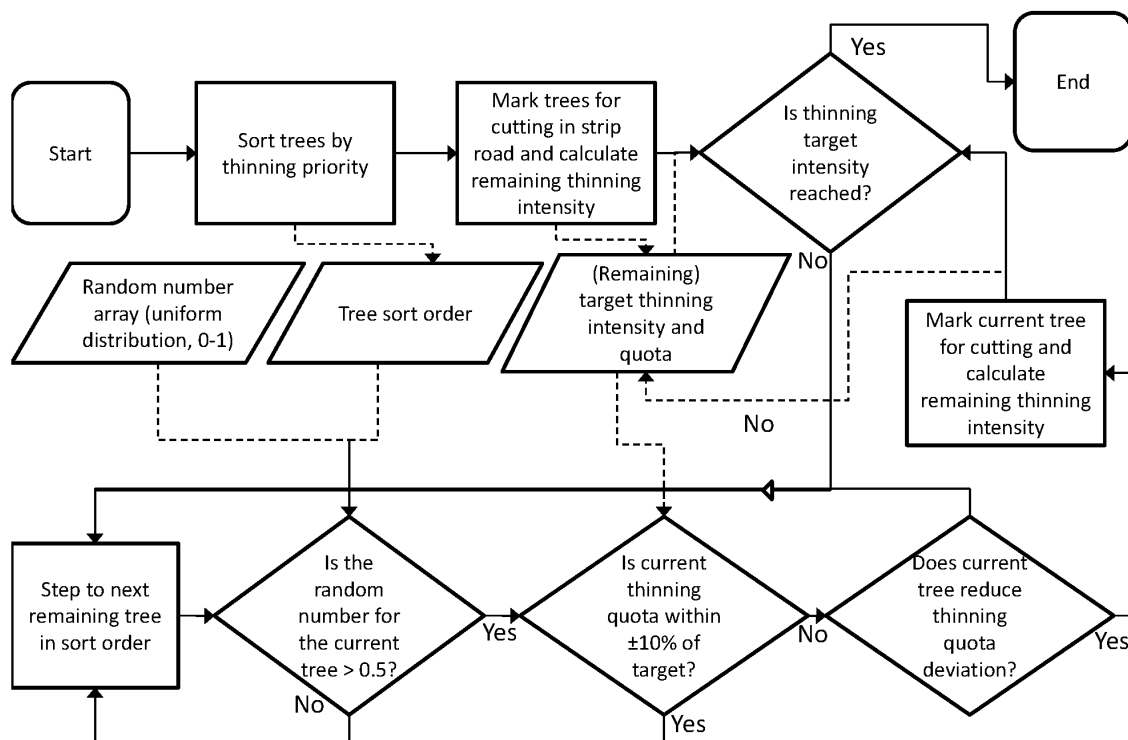 Start
Sort trees by
thinning priority
Mark trees for
cutting in strip
road and calculate
remaining thinning
intensity
Is thinning
target
intensity
reached?
Yes
End
No
Random number
array (uniform
distribution, 0-1)
Tree sort order
(Remaining)
target thinning
intensity and
quota
Mark current tree
for cutting and
calculate
remaining thinning
intensity
No
Step to next
remaining tree
in sort order
Is the
random
number for
the current
tree > 0.5?
Yes
No
Is current
thinning
quota within
±10% of
target?
No
Yes
Does current
tree reduce
thinning
quota
deviation?
Yes